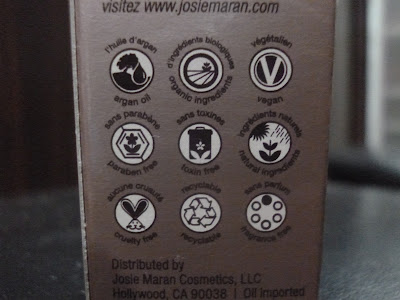 visitez www.josiemaran.com
l'huile d'argan
argan oil
d'ingrédients biologiques
organic ingredients
végétalien
vegan
sans parabène
paraben free
sans toxines
toxin free
ingrédients naturels
natural ingredients
aucune cruauté
cruelty free
recyclable
recyclable
sans parfum
fragrance free
Distributed by
Josie Maran Cosmetics, LLC
Hollywood, CA 90038 | Oil imported